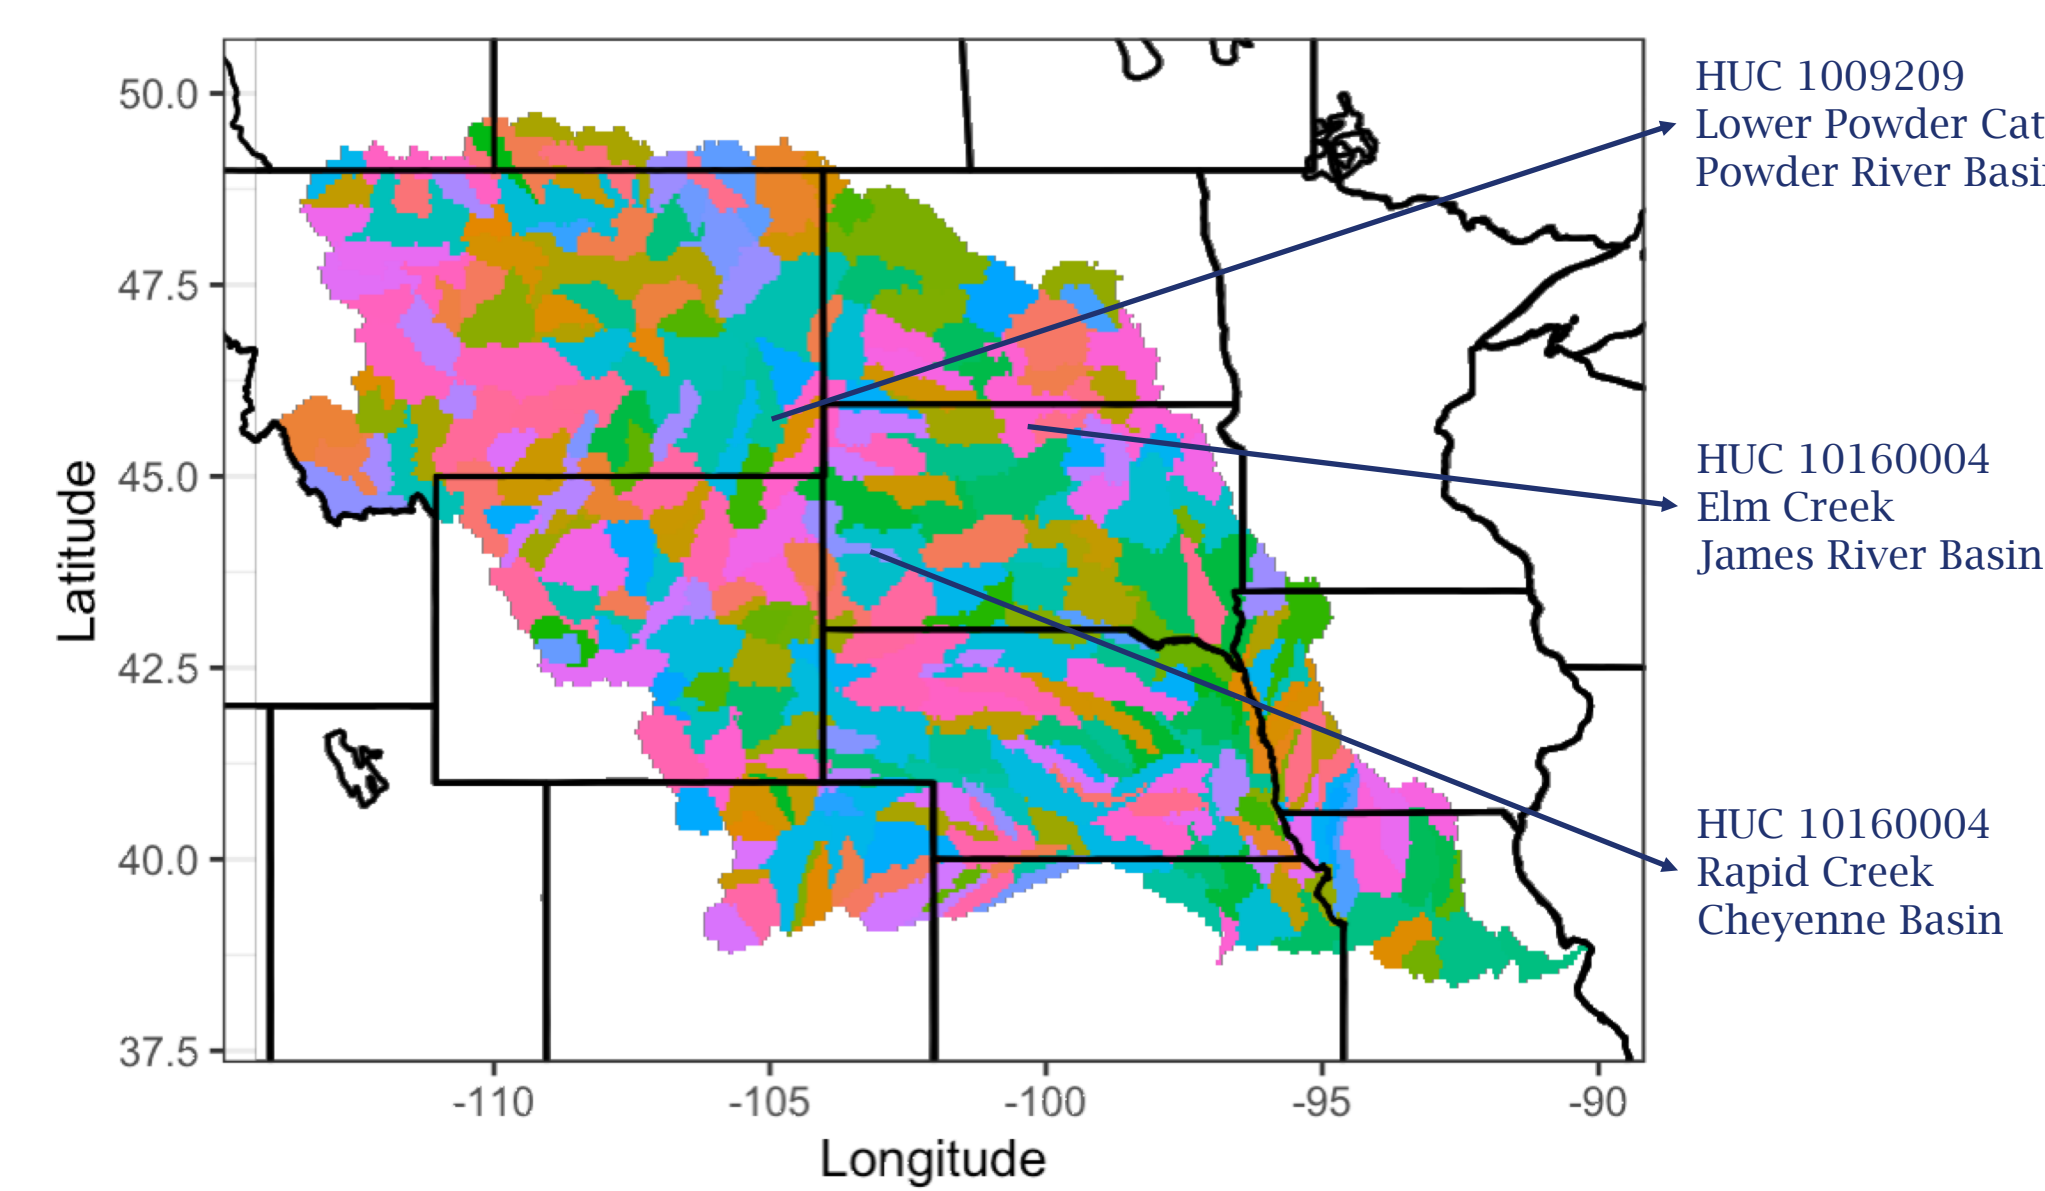 50.0
47.5
45.0
42.5
40.0
37.5
Latitude
-110
-105
-100
-95
-90
Longitude
HUC 1009209
Lower Powder Cat
Powder River
HUC 10160004
Elm Creek
James River Basin
HUC 10160004
Rapid Creek
Cheyenne Basin